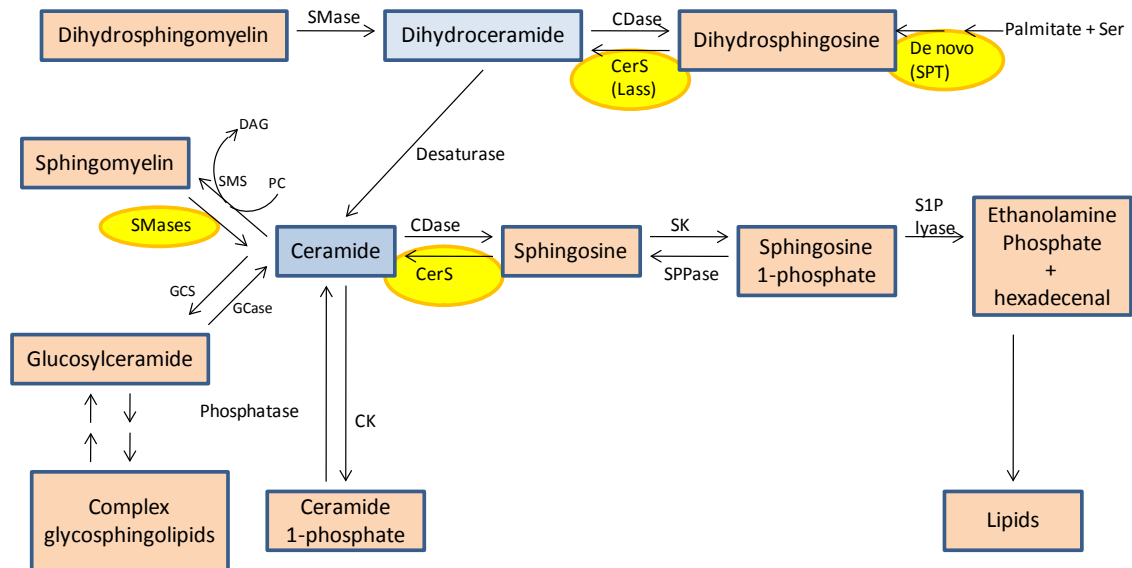 SMase
CDase
Dihydrosphingomyelin
Dihydroceramide
Dihydrosphingosine
De novo
(SPT)
Palmitate + Ser
CerS
(Lass)
DAG
Desaturase
Sphingomyelin
SMS
PC
SMases
S1P
lyase
Ethanolamine
Phosphate
+
hexadecenal
CDase
SK
Ceramide
CerS
Sphingosine
SPPase
Sphingosine
1-phosphate
GCS
GCase
Glucosylceramide
Phosphatase
CK
Complex
glycosphingolipids
Ceramide
1-phosphate
Lipids